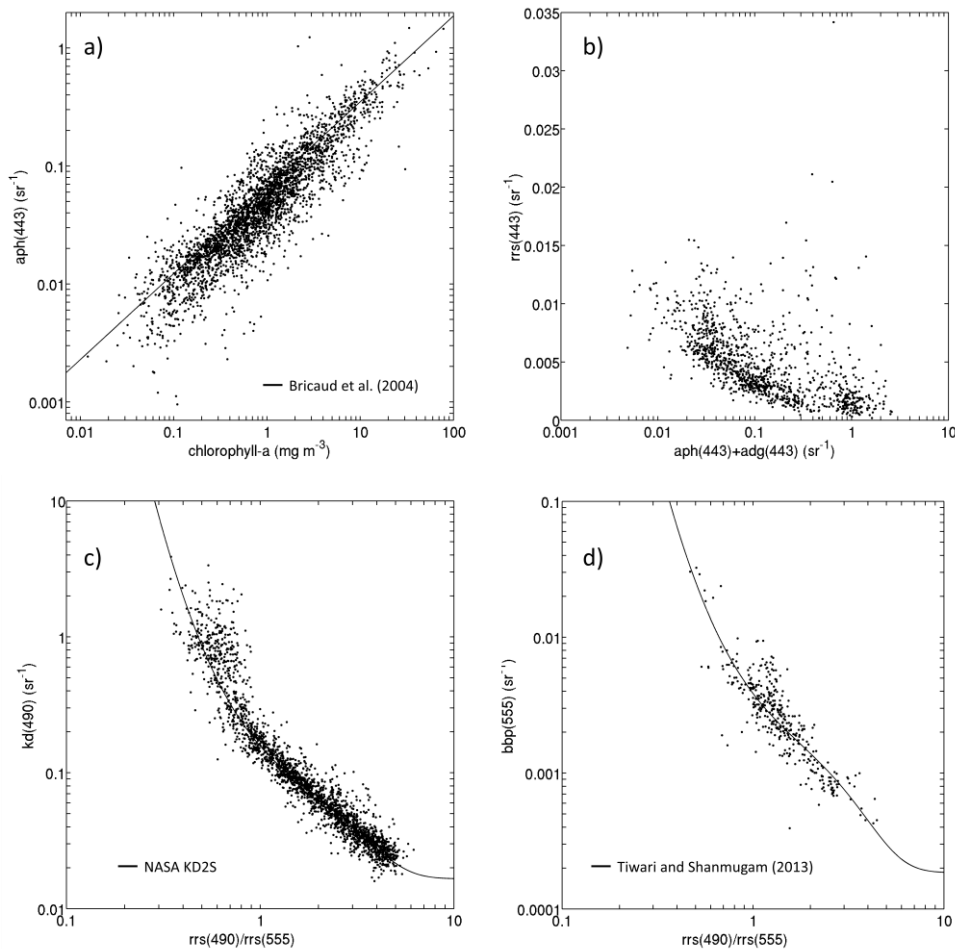 a)
1
0.1
0.01
0.001
aph(443) (sr⁻¹)
0.01 0.1 1 10 100
chlorophyll-a (mg m⁻³)
Bricaud et al. (2004)
b)
0.035
0.03
0.025
0.02
0.015
0.01
0.005
0
rrs(443) (sr⁻¹)
0.001 0.01 0.1 1 10
aph(443)+adg(443) (sr⁻¹)
c)
10
1
0.1
0.01
kd(490) (sr⁻¹)
0.1 1 10
rrs(490)/rrs(555)
NASA KD2S
d)
0.1
0.01
0.001
0.0001
bbp(555) (sr⁻¹)
0.1 1 10
rrs(490)/rrs(555)
Tiwari and Shanmugam (2013)